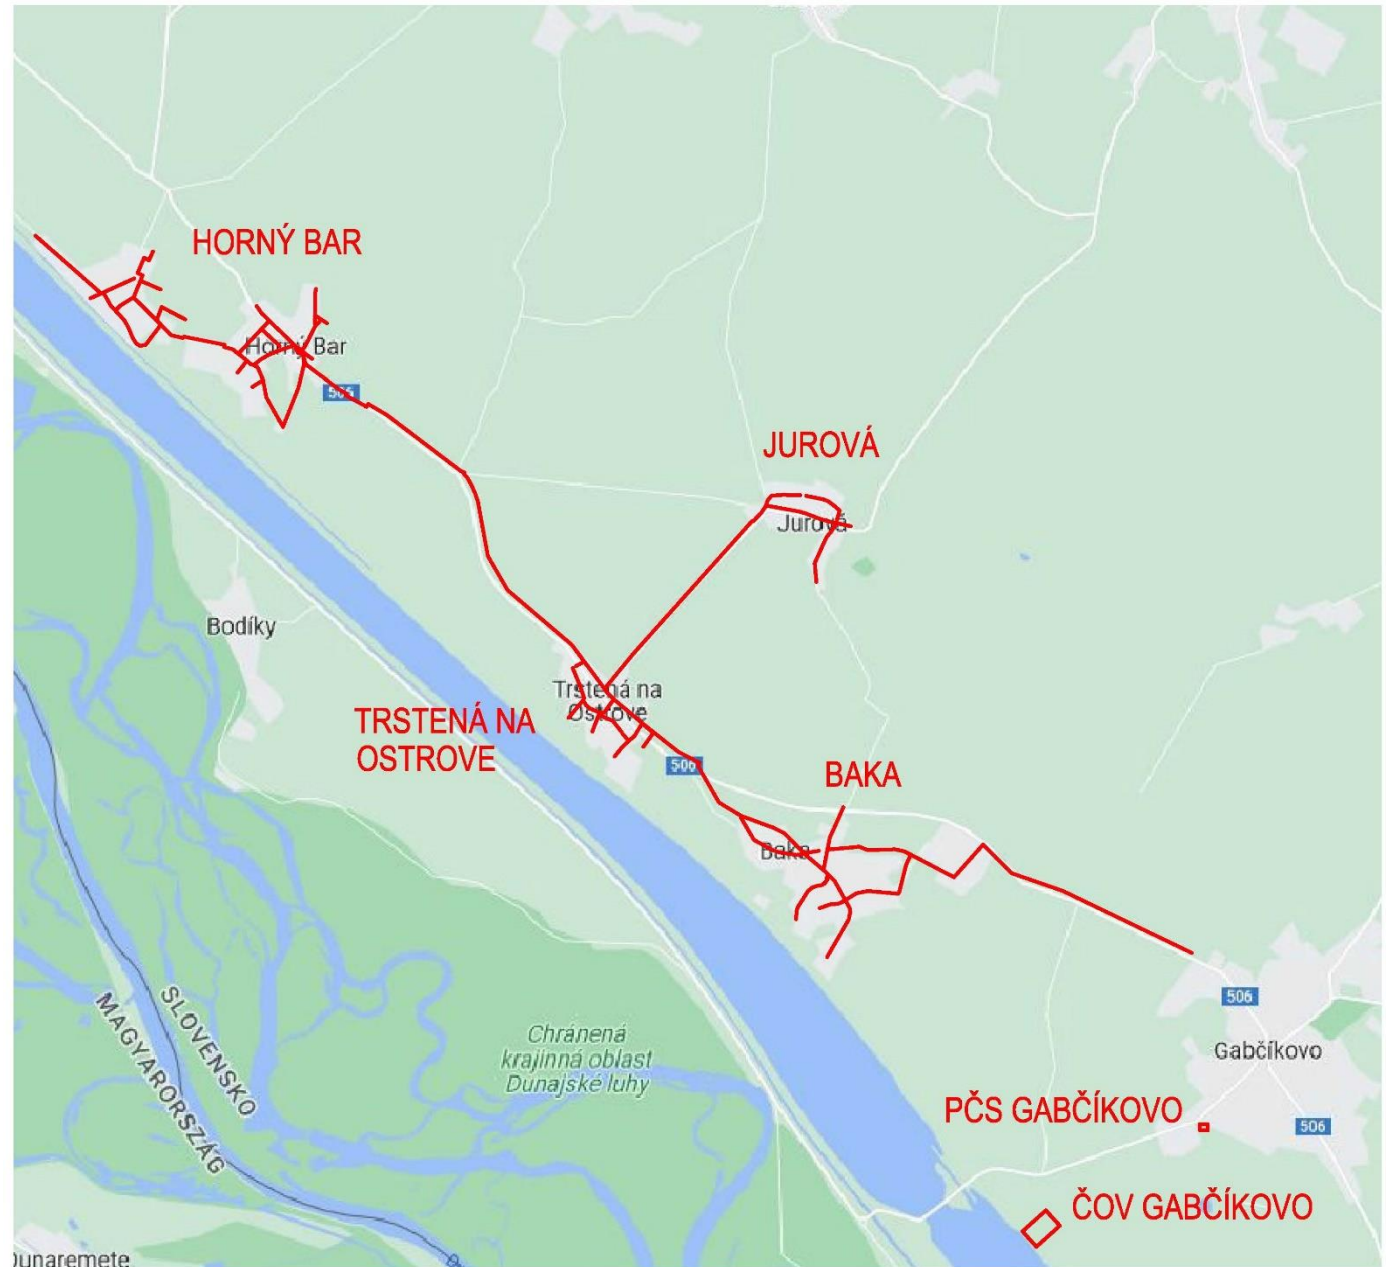 HORNÝ BAR
Horný Bar
506
JUROVÁ
Jurová
Bodíky
Trstená na
Ostrove
TRSTENÁ NA
OSTROVE
506
BAKA
Baka
506
SLOVENSKO
MAGYARORSZÁG
Chránená
krajinná oblast
Dunajské luhy
Gabčíkovo
PČS GABČÍKOVO
506
ČOV GABČÍKOVO
Dunaremete